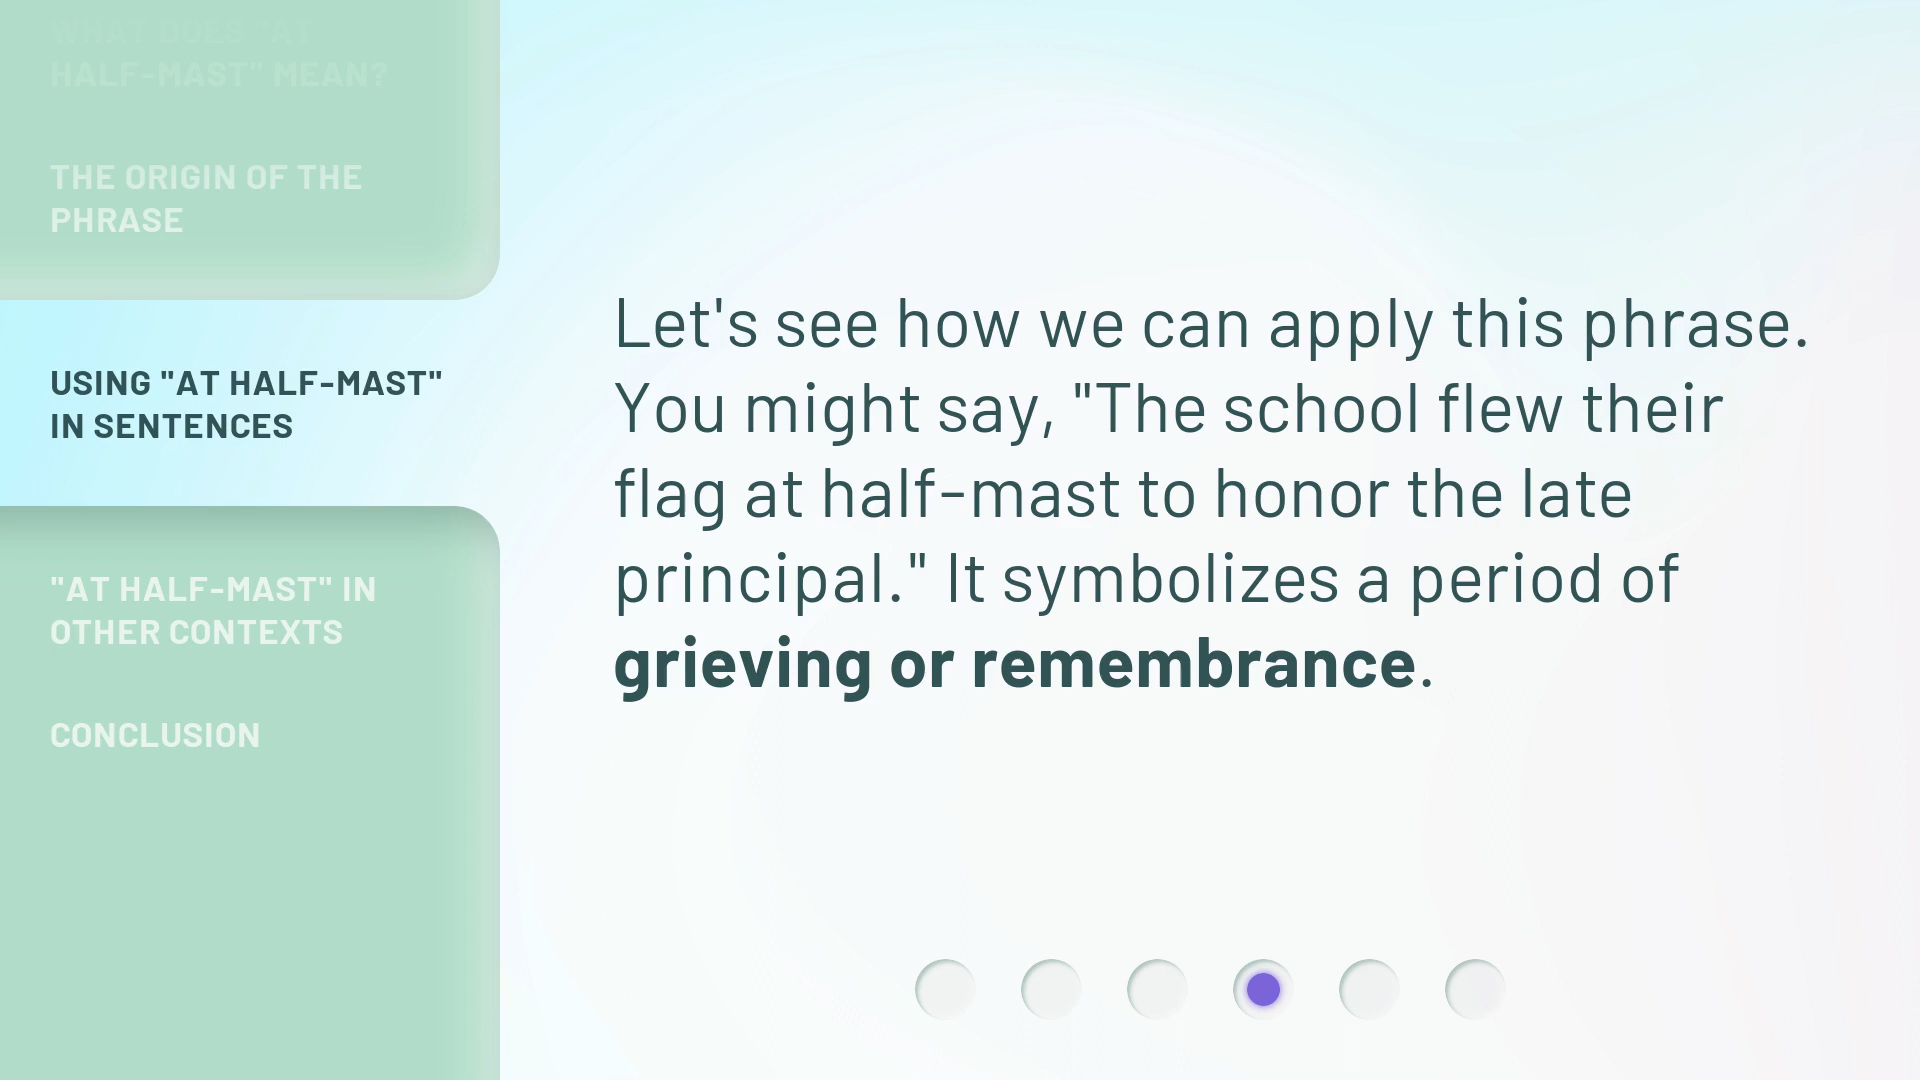 WHAT DOES "AT
HALF-MAST" MEAN?
THE ORIGIN OF THE
PHRASE
USING "AT HALF-MAST"
IN SENTENCES
"AT HALF-MAST" IN
OTHER CONTEXTS
CONCLUSION
Let's see how we can apply this phrase.
You might say, "The school flew their
flag at half-mast to honor the late
principal." It symbolizes a period of
grieving or remembrance.